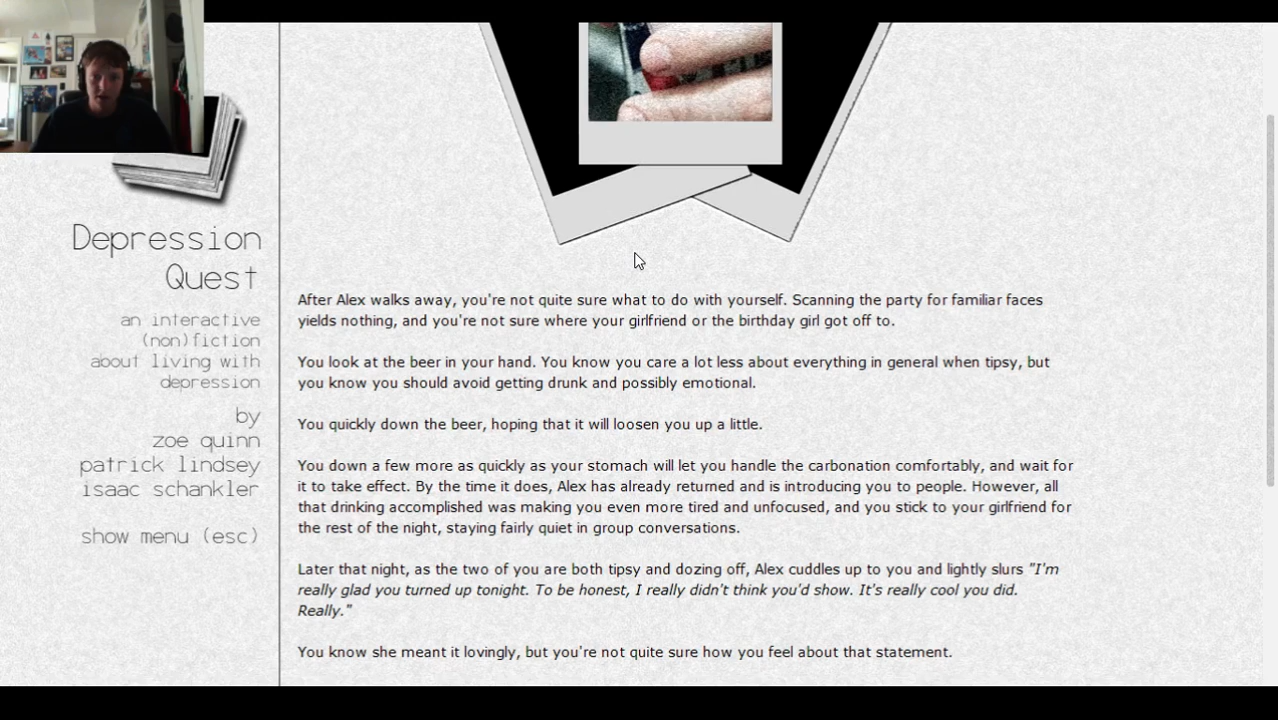 Depression
Quest
an interactive
(non)fiction
about living with
depression
by
zoe quinn
patrick lindsey
isaac schankler
show menu (esc)
After Alex walks away, you're not quite sure what to do with yourself. Scanning the party for familiar faces
yields nothing, and you're not sure where your girlfriend or the birthday girl got off to.
You look at the beer in your hand. You know you care a lot less about everything in general when tipsy, but
you know you should avoid getting drunk and possibly emotional.
You quickly down the beer, hoping that it will loosen you up a little.
You down a few more as quickly as your stomach will let you handle the carbonation comfortably, and wait for
it to take effect. By the time it does, Alex has already returned and is introducing you to people. However, all
that drinking accomplished was making you even more tired and unfocused, and you stick to your girlfriend for
the rest of the night, staying fairly quiet in group conversations.
Later that night, as the two of you are both tipsy and dozing off, Alex cuddles up to you and lightly slurs "I'm
really glad you turned up tonight. To be honest, I really didn't think you'd show. It's really cool you did.
Really."
You know she meant it lovingly, but you're not quite sure how you feel about that statement.